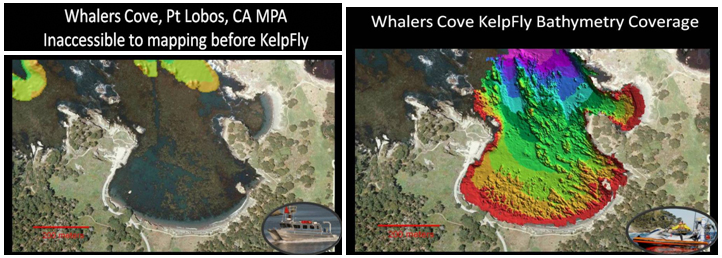 Whalers Cove, Pt Lobos, CA MPA
Inaccessible to mapping before KelpFly
Whalers Cove KelpFly Bathymetry Coverage